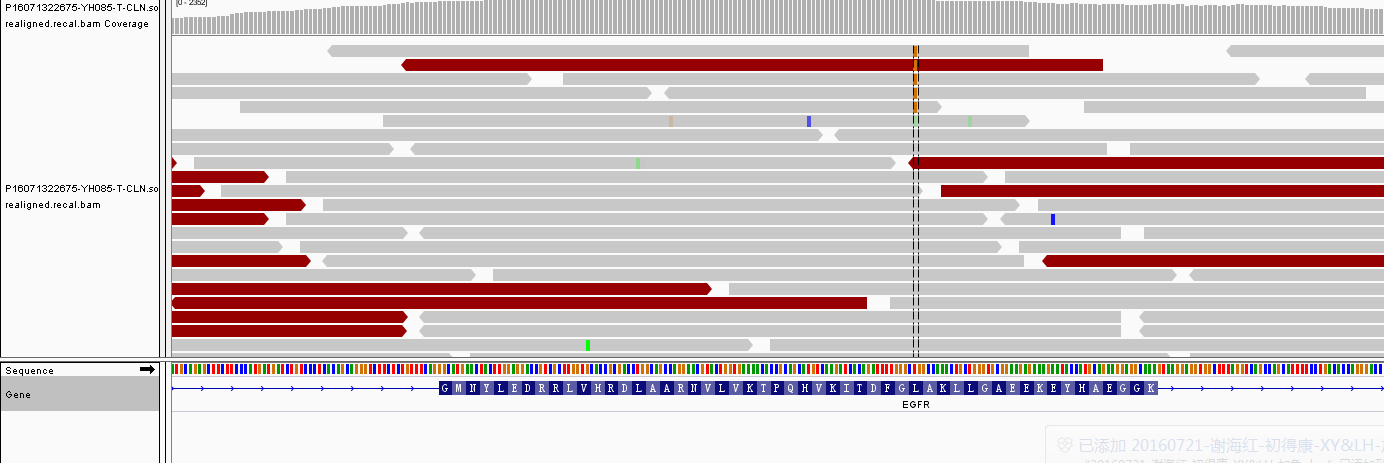 [0 - 2352]
P16071322675-YH085-T-CLN.so
realigned.recal.bam Coverage
P16071322675-YH085-T-CLN.so
realigned.recal.bam
Sequence
Gene
G M N Y L E D R R L V H R D L A A R N V L V K T P Q H V K I T D F G L A K L L G A E E K E Y H A E G G K
EGFR
已添加 20160721-谢海红-初得康-XY&LH-